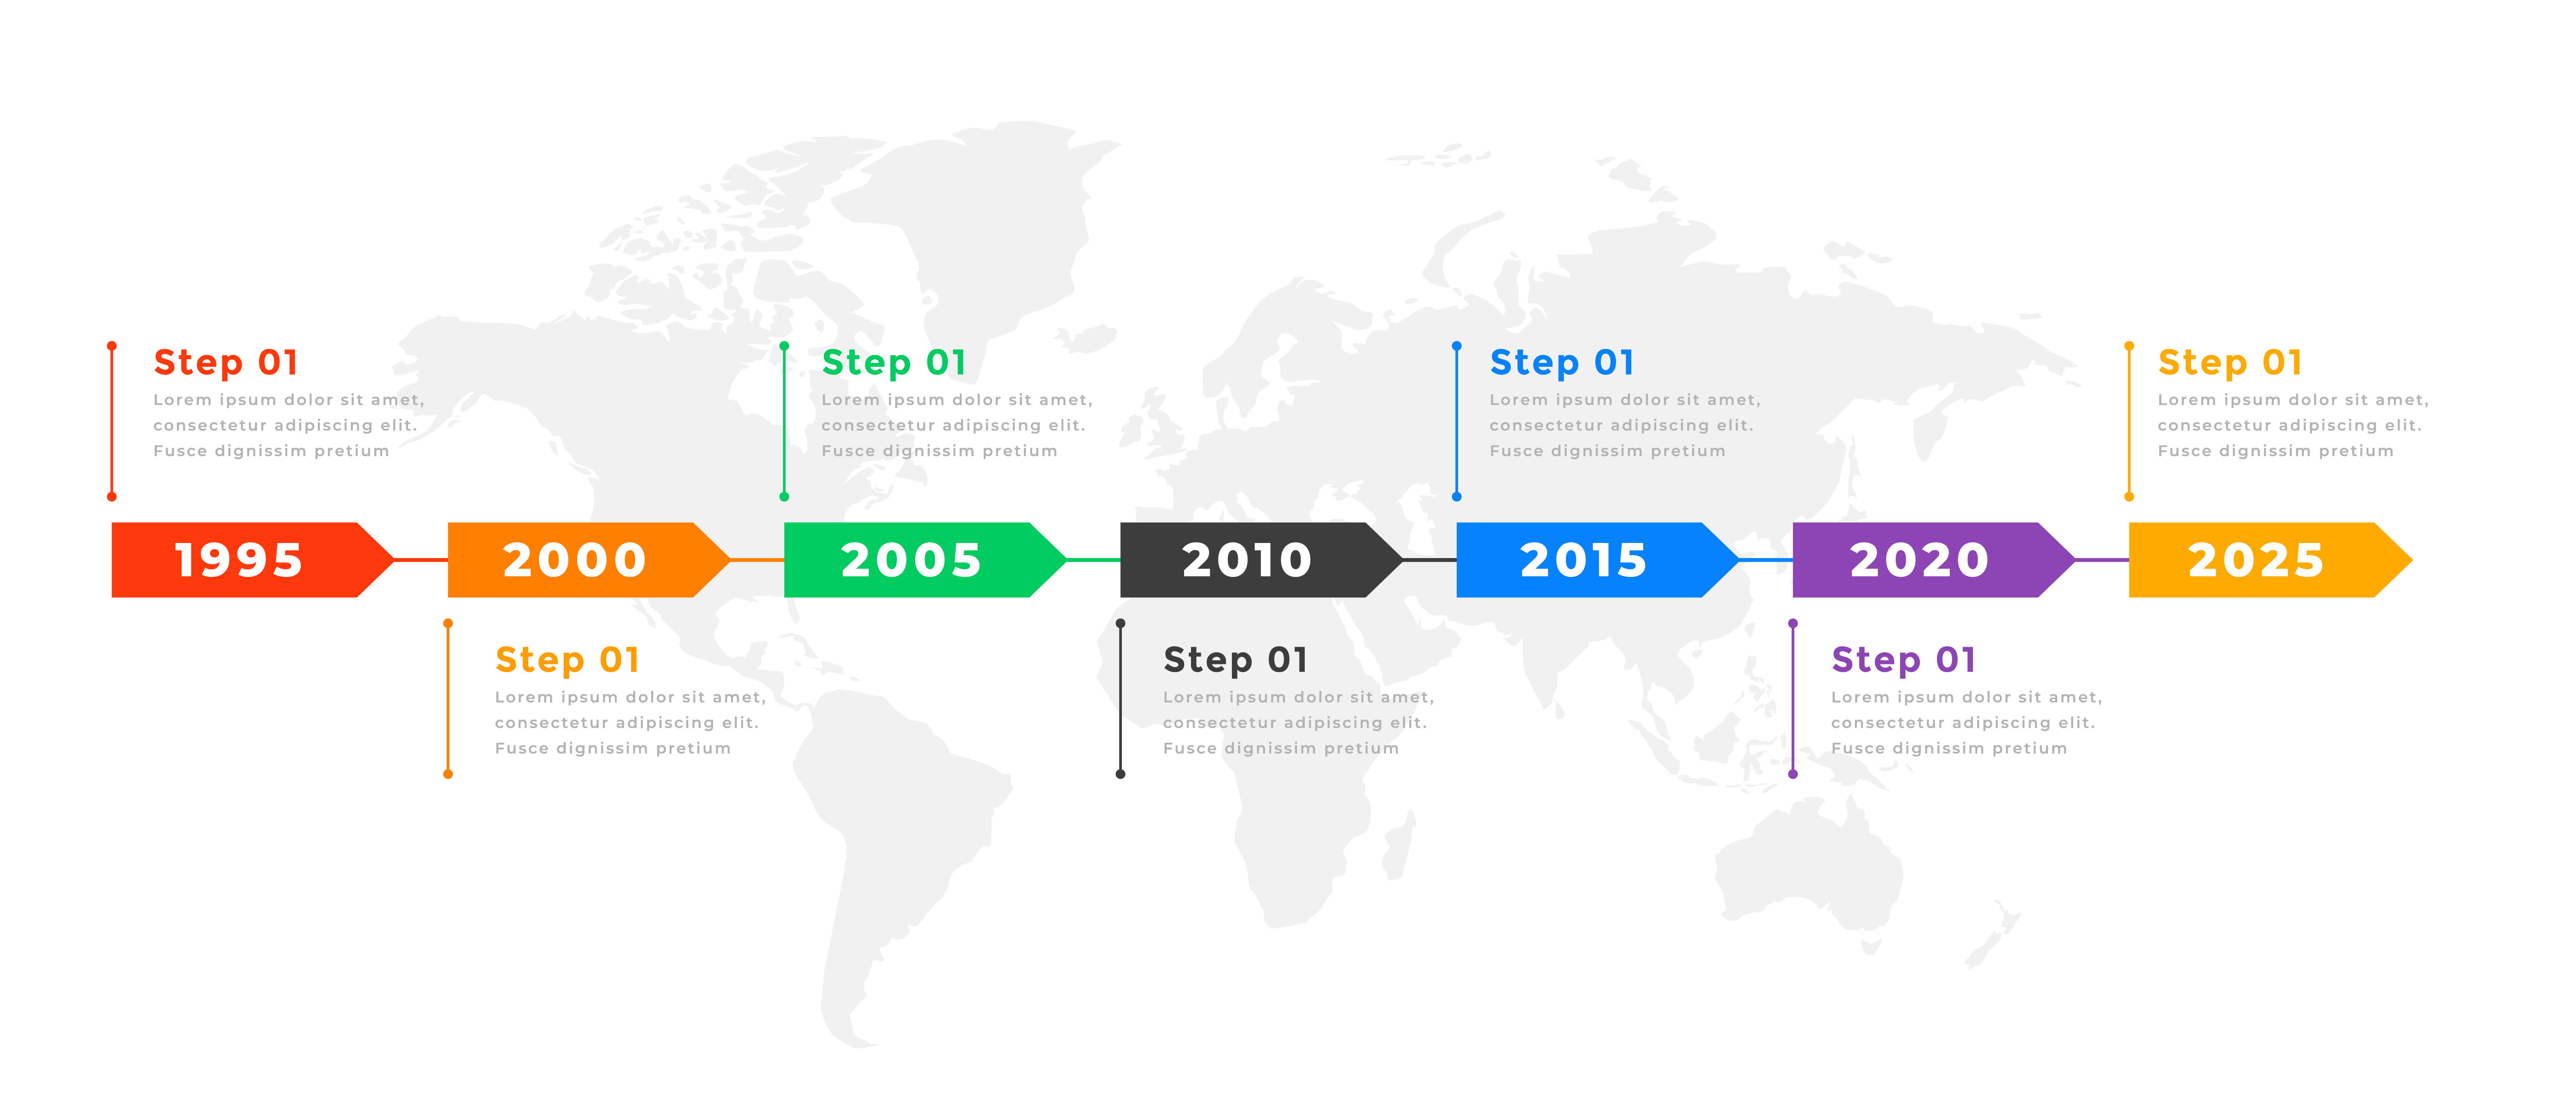 Step 01
Lorem ipsum dolor sit amet,
consectetur adipiscing elit.
Fusce dignissim pretium
Step 01
Lorem ipsum dolor sit amet,
consectetur adipiscing elit.
Fusce dignissim pretium
Step 01
Lorem ipsum dolor sit amet,
consectetur adipiscing elit.
Fusce dignissim pretium
Step 01
Lorem ipsum dolor sit amet,
consectetur adipiscing elit.
Fusce dignissim pretium
1995
2000
2005
2010
2015
2020
2025
Step 01
Lorem ipsum dolor sit amet,
consectetur adipiscing elit.
Fusce dignissim pretium
Step 01
Lorem ipsum dolor sit amet,
consectetur adipiscing elit.
Fusce dignissim pretium
Step 01
Lorem ipsum dolor sit amet,
consectetur adipiscing elit.
Fusce dignissim pretium